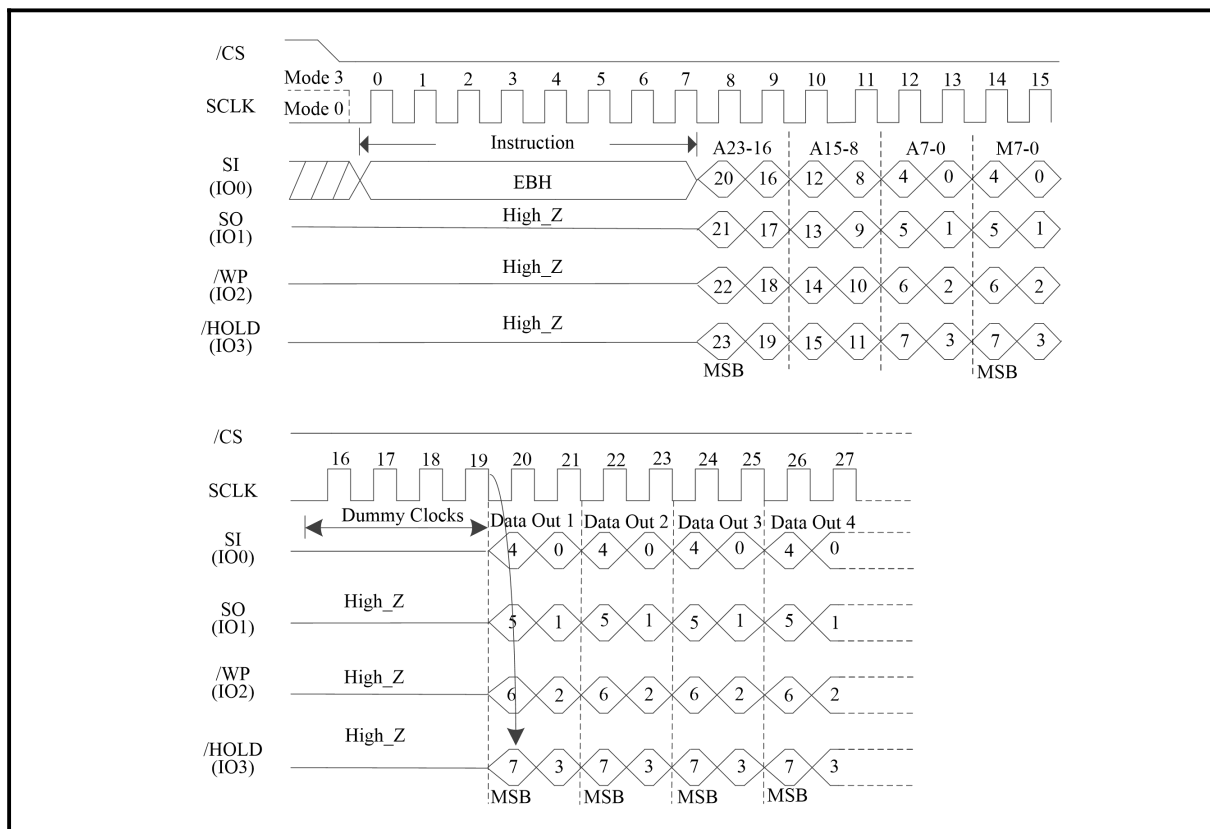 /CS
Mode 3 0 1 2 3 4 5 6 7 8 9 10 11 12 13 14 15
SCLK Mode 0
Instruction A23-16 A15-8 A7-0 M7-0
SI
(IO0) EBH 20 16 12 8 4 0 4 0
SO
(IO1) High_Z 21 17 13 9 5 1 5 1
/WP
(IO2) High_Z 22 18 14 10 6 2 6 2
/HOLD
(IO3) High_Z 23 19 15 11 7 3 7 3
MSB MSB
/CS
16 17 18 19 20 21 22 23 24 25 26 27
SCLK
Dummy Clocks Data Out 1 Data Out 2 Data Out 3 Data Out 4
SI
(IO0) 4 0 4 0 4 0 4 0
SO
(IO1) High_Z 5 1 5 1 5 1 5 1
/WP
(IO2) High_Z 6 2 6 2 6 2 6 2
/HOLD
(IO3) High_Z 7 3 7 3 7 3 7 3
MSB MSB MSB MSB